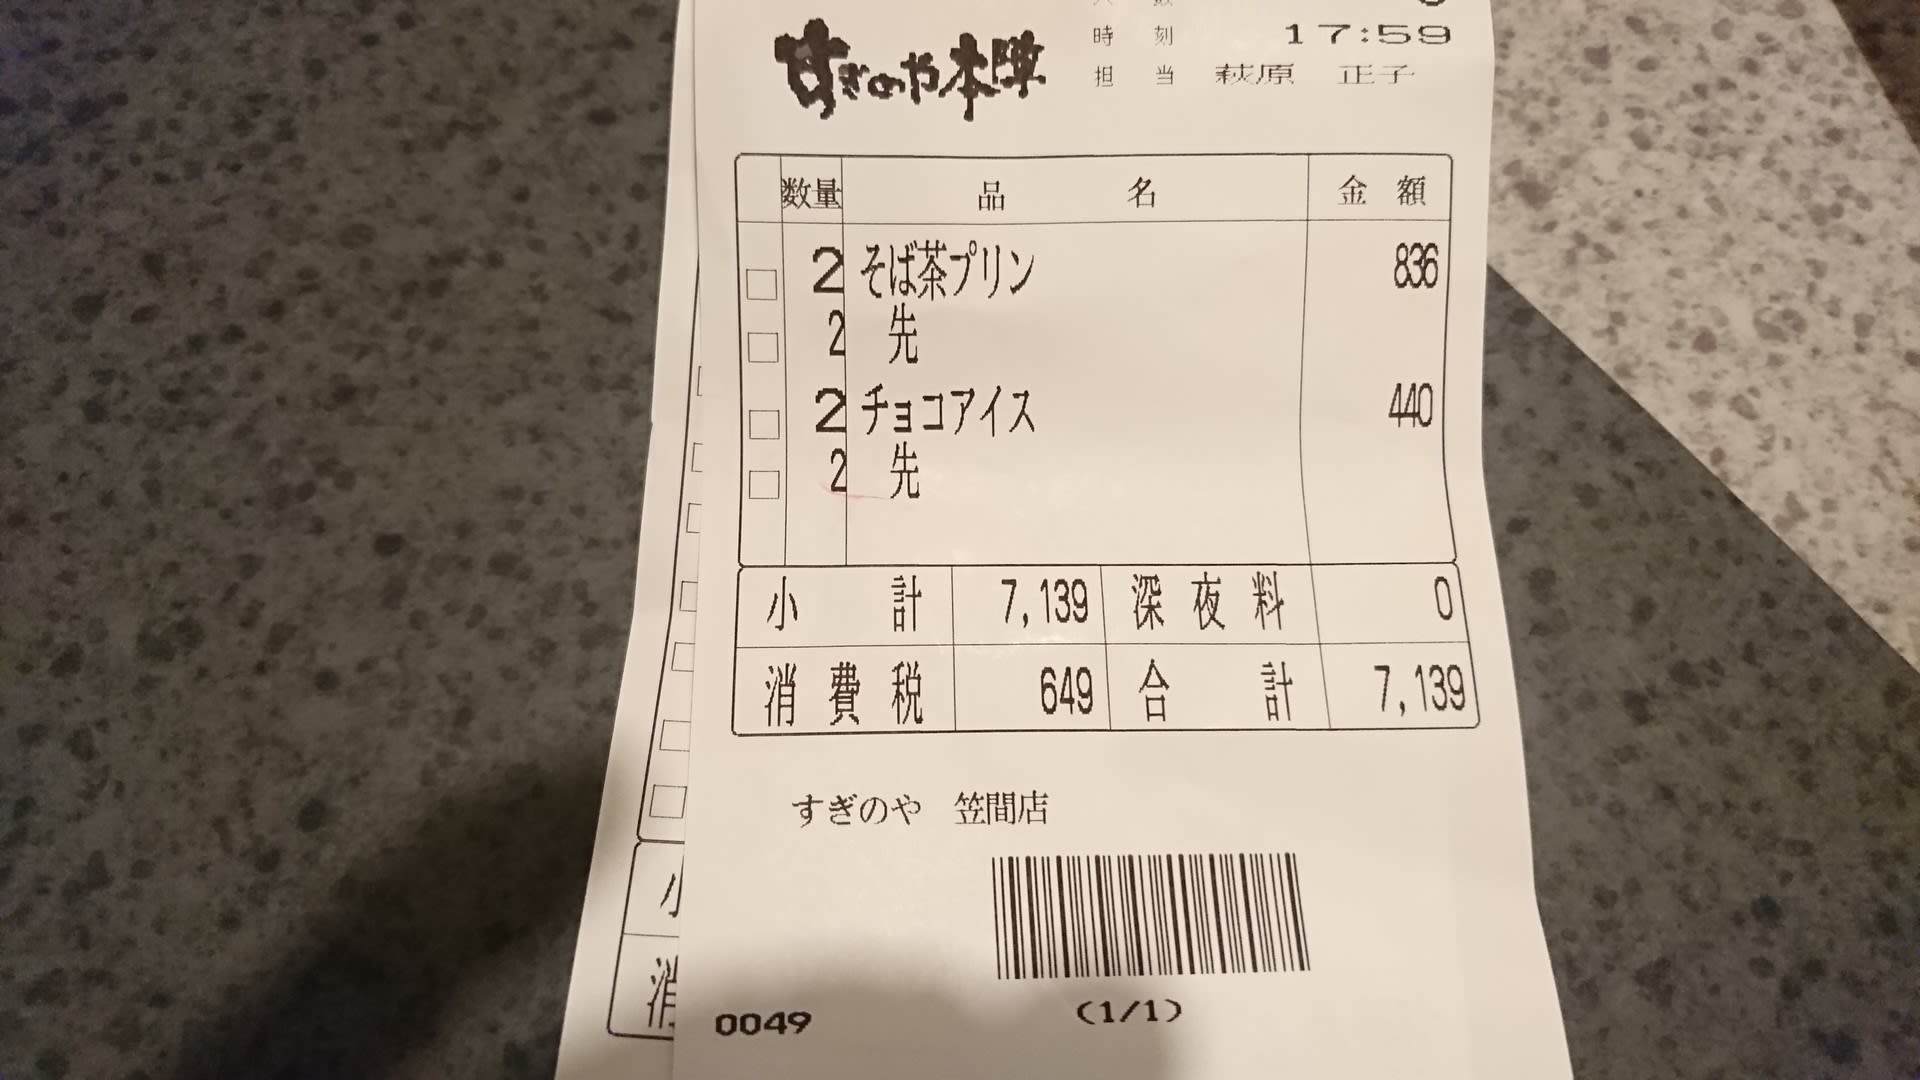 すぎのや本陣
時刻 17:59
担当 萩原 正子
数量 品名 金額
2 そば茶プリン 836
2 先
2 チョコアイス 440
2 先
小計 7,139 深夜料 0
消費税 649 合計 7,139
すぎのや 笠間店
0049 (1/1)
小
消